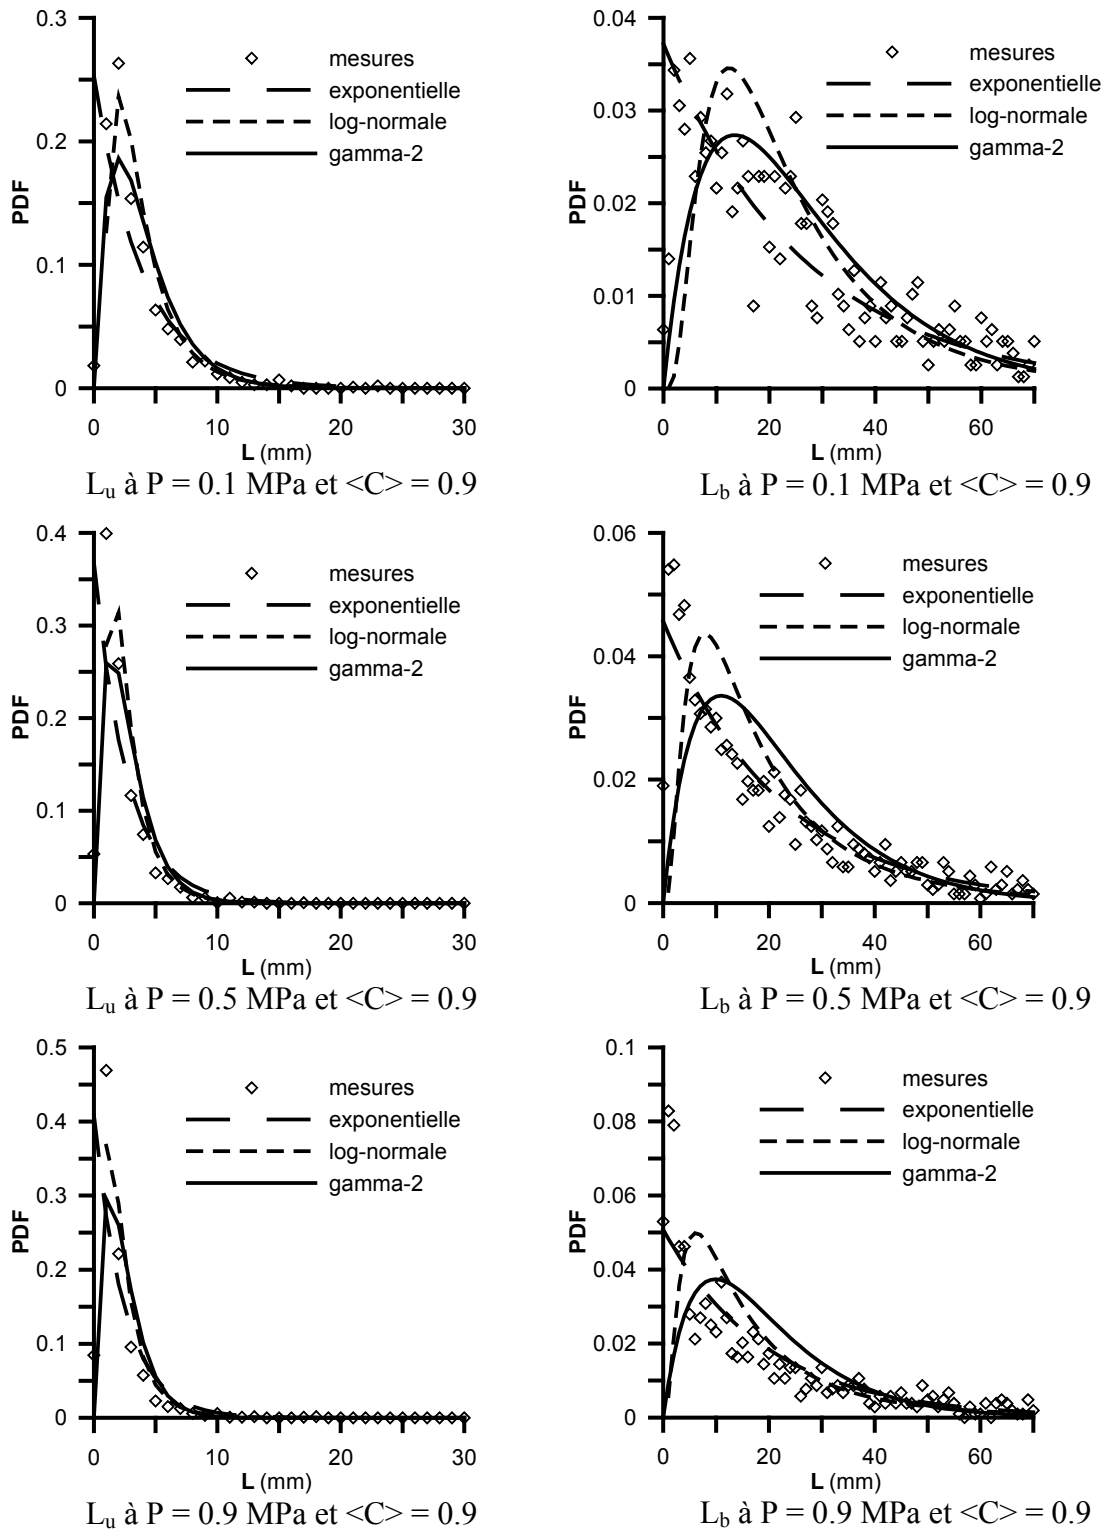 0.3
0.2
0.1
0
PDF
mesures
exponentielle
log-normale
gamma-2
0 10 20 30
L (mm)
Lu à P = 0.1 MPa et <C> = 0.9
0.04
0.03
0.02
0.01
0
PDF
mesures
exponentielle
log-normale
gamma-2
0 20 40 60
L (mm)
Lb à P = 0.1 MPa et <C> = 0.9
0.4
0.3
0.2
0.1
0
PDF
mesures
exponentielle
log-normale
gamma-2
0 10 20 30
L (mm)
Lu à P = 0.5 MPa et <C> = 0.9
0.06
0.04
0.02
0
PDF
mesures
exponentielle
log-normale
gamma-2
0 20 40 60
L (mm)
Lb à P = 0.5 MPa et <C> = 0.9
0.5
0.4
0.3
0.2
0.1
0
PDF
mesures
exponentielle
log-normale
gamma-2
0 10 20 30
L (mm)
Lu à P = 0.9 MPa et <C> = 0.9
0.1
0.08
0.06
0.04
0.02
0
PDF
mesures
exponentielle
log-normale
gamma-2
0 20 40 60
L (mm)
Lb à P = 0.9 MPa et <C> = 0.9